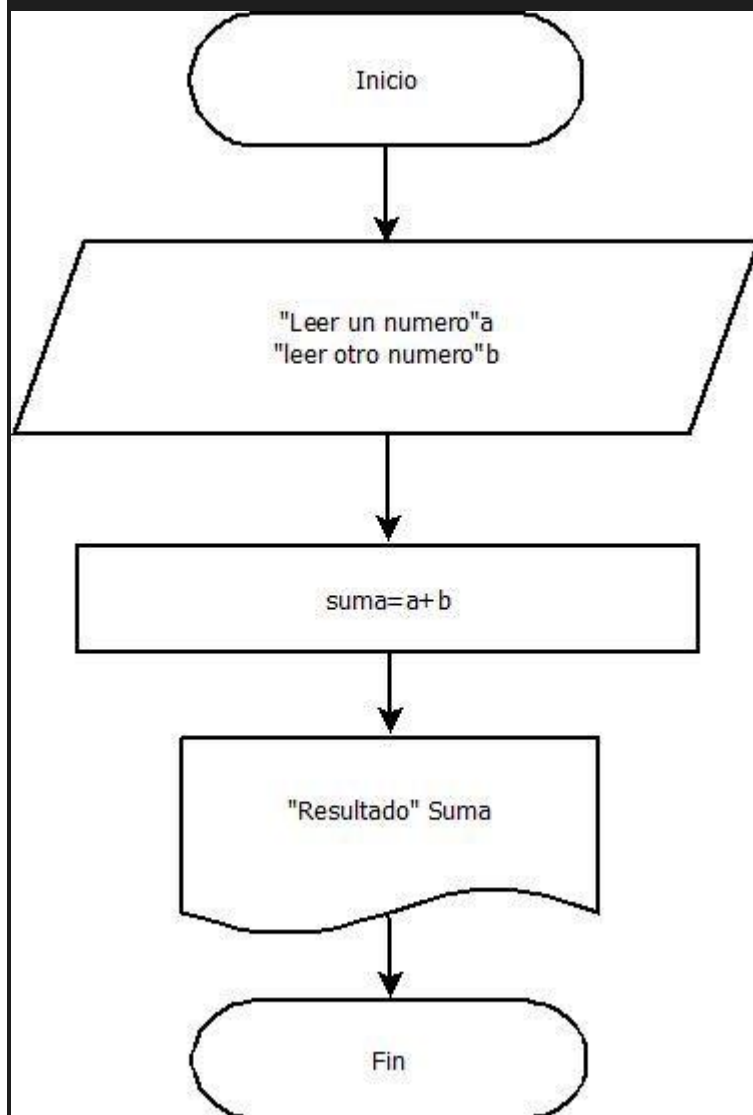 Inicio
"Leer un numero"a
"leer otro numero"b
suma=a+b
"Resultado" Suma
Fin